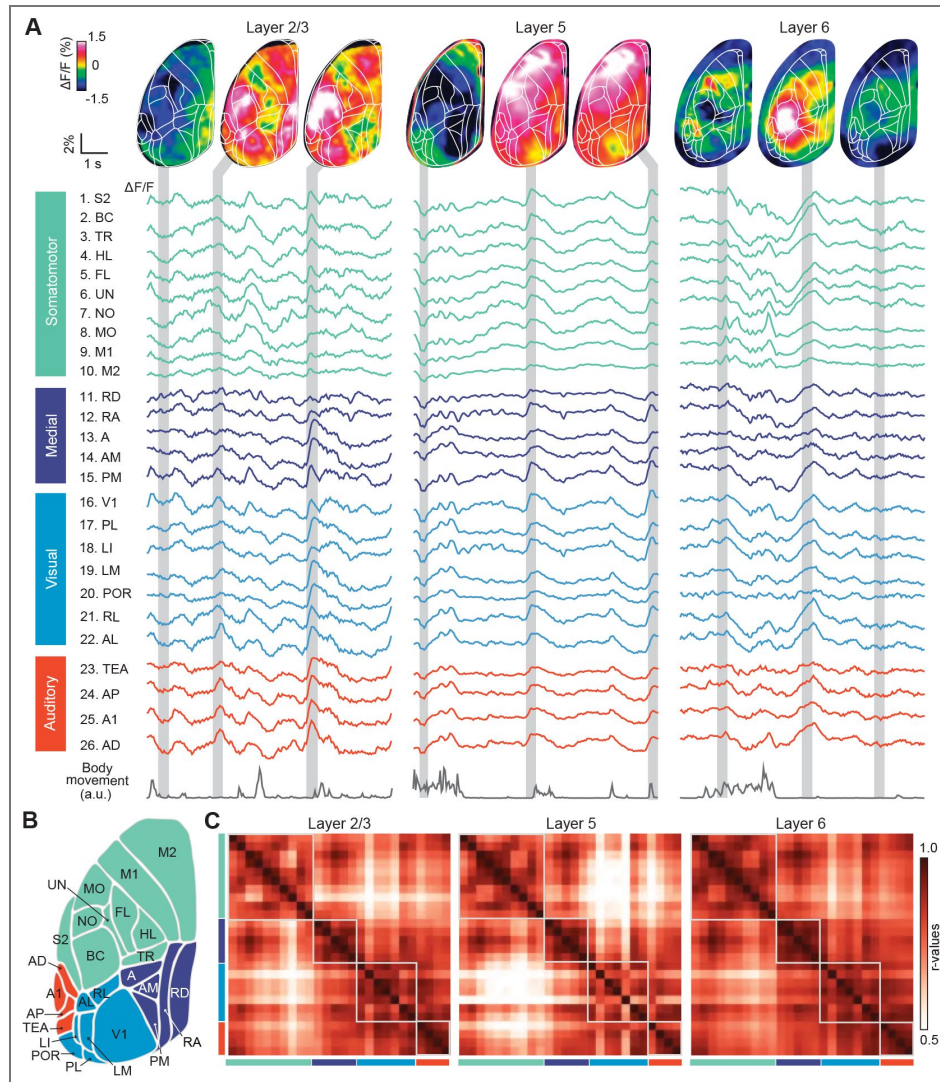 A
Layer 2/3
Layer 5
Layer 6
ΔF/F (%)
1.5
0
-1.5
2%
1 s
ΔF/F
Somatomotor
1. S2
2. BC
3. TR
4. HL
5. FL
6. UN
7. NO
8. MO
9. M1
10. M2
Medial
11. RD
12. RA
13. A
14. AM
15. PM
Visual
16. V1
17. PL
18. LI
19. LM
20. POR
21. RL
22. AL
Auditory
23. TEA
24. AP
25. A1
26. AD
Body
movement
(a.u.)
B
M2
M1
UN
MO
FL
NO
HL
S2
BC
TR
AD
A
A1
AL
RL
AM
RD
AP
TEA
V1
LI
POR
PL
LM
PM
RA
C
Layer 2/3
Layer 5
Layer 6
1.0
r-values
0.5